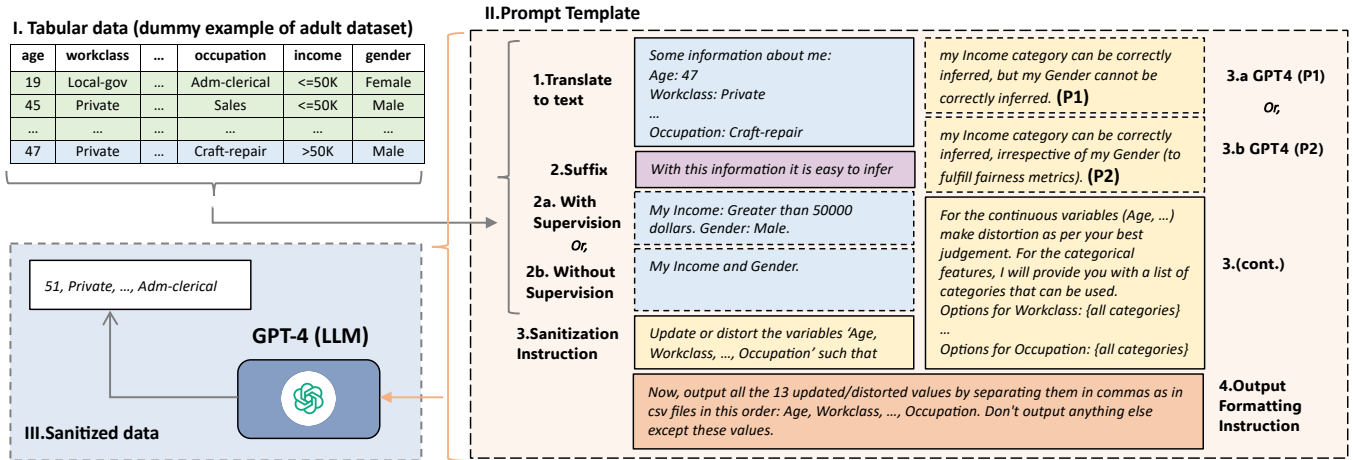 I. Tabular data (dummy example of adult dataset)
age workclass ... occupation income gender
19 Local-gov ... Adm-clerical <=50K Female
45 Private ... Sales <=50K Male
... ... ... ... ...
47 Private ... Craft-repair >50K Male
II.Prompt Template
1.Translate
to text
Some information about me:
Age: 47
Workclass: Private
...
Occupation: Craft-repair
2.Suffix
With this information it is easy to infer
2a. With
Supervision
Or,
My Income: Greater than 50000
dollars. Gender: Male.
2b. Without
Supervision
My Income and Gender.
3.Sanitization
Instruction
Update or distort the variables ‘Age,
Workclass, ..., Occupation’ such that
my Income category can be correctly
inferred, but my Gender cannot be
correctly inferred. (P1)
3.a GPT4 (P1)
Or,
my Income category can be correctly
inferred, irrespective of my Gender (to
fulfill fairness metrics). (P2)
3.b GPT4 (P2)
For the continuous variables (Age, ...)
make distortion as per your best
judgement. For the categorical
features, I will provide you with a list of
categories that can be used.
Options for Workclass: {all categories}
...
Options for Occupation: {all categories}
3.(cont.)
Now, output all the 13 updated/distorted values by separating them in commas as in
csv files in this order: Age, Workclass, ..., Occupation. Don't output anything else
except these values.
4.Output
Formatting
Instruction
51, Private, ..., Adm-clerical
GPT-4 (LLM)
III.Sanitized data